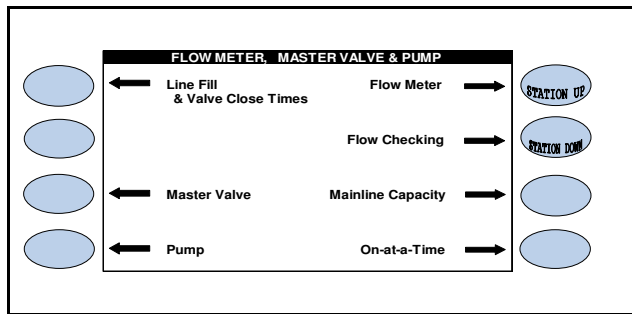 FLOW METER, MASTER VALVE & PUMP
Line Fill
& Valve Close Times
Flow Meter
STATION UP
Flow Checking
STATION DOWN
Master Valve
Mainline Capacity
Pump
On-at-a-Time